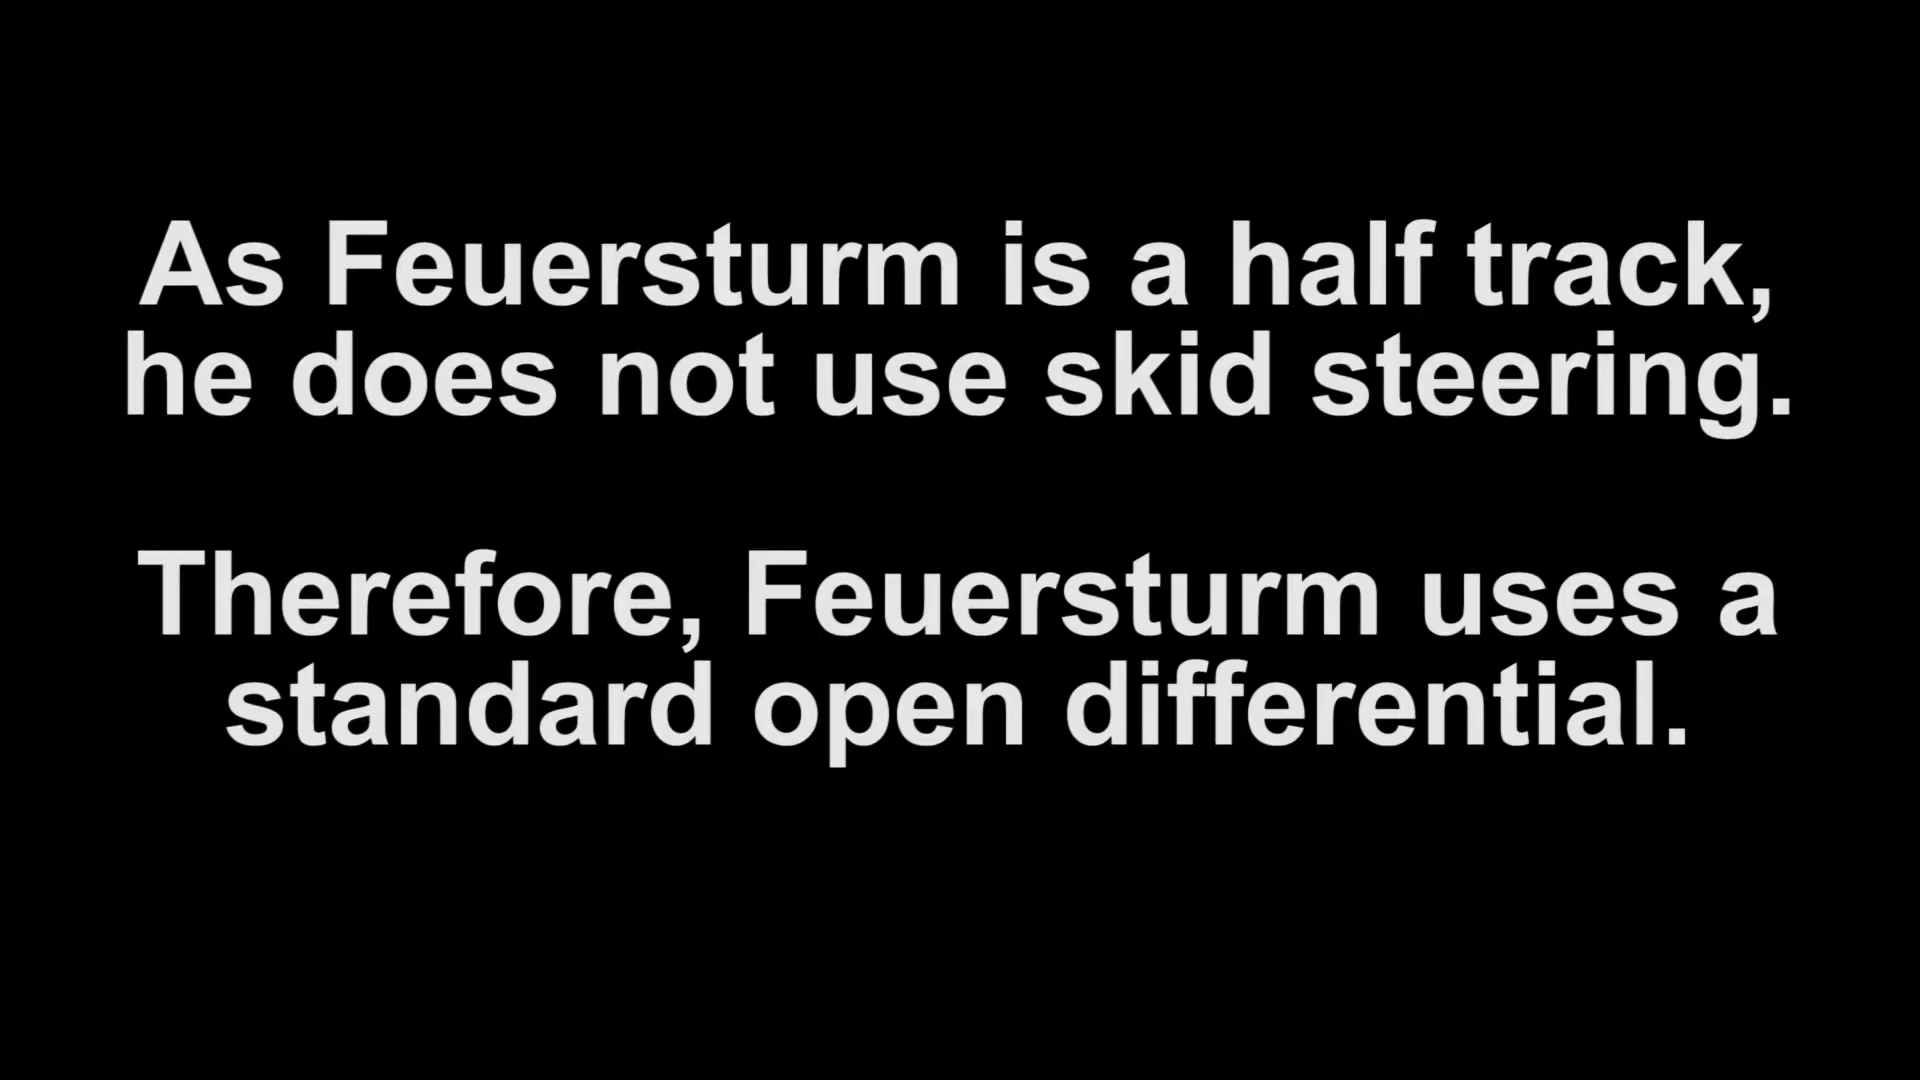 As Feuersturm is a half track,
he does not use skid steering.
Therefore, Feuersturm uses a
standard open differential.